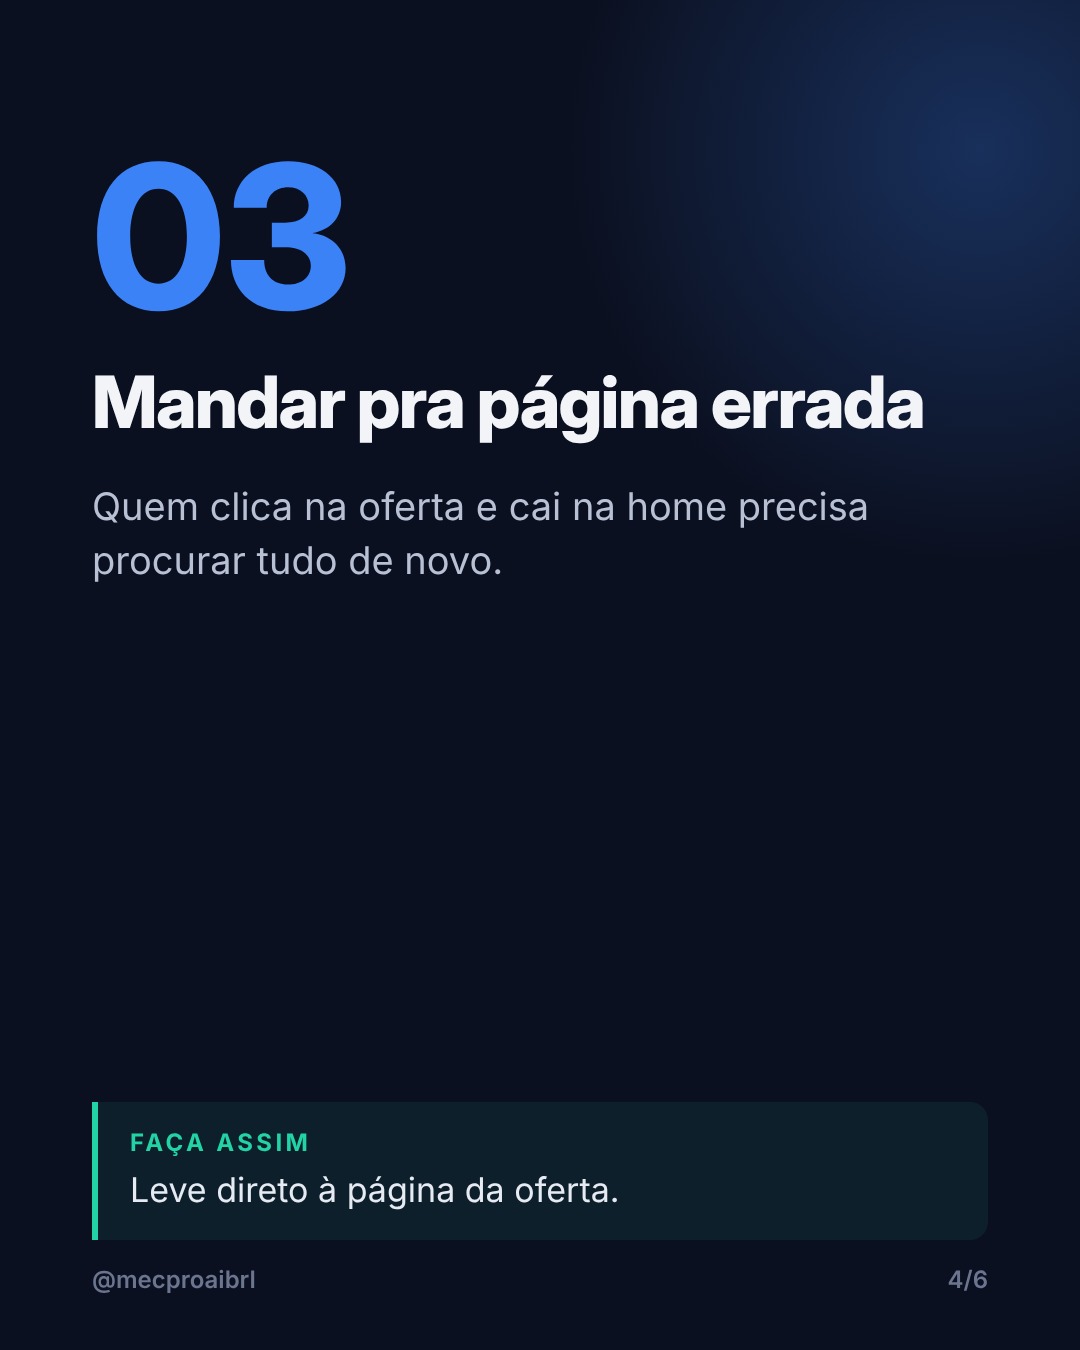 03
Mandar pra página errada
Quem clica na oferta e cai na home precisa
procurar tudo de novo.
FAÇA ASSIM
Leve direto à página da oferta.
@mecproaibrl
4/6